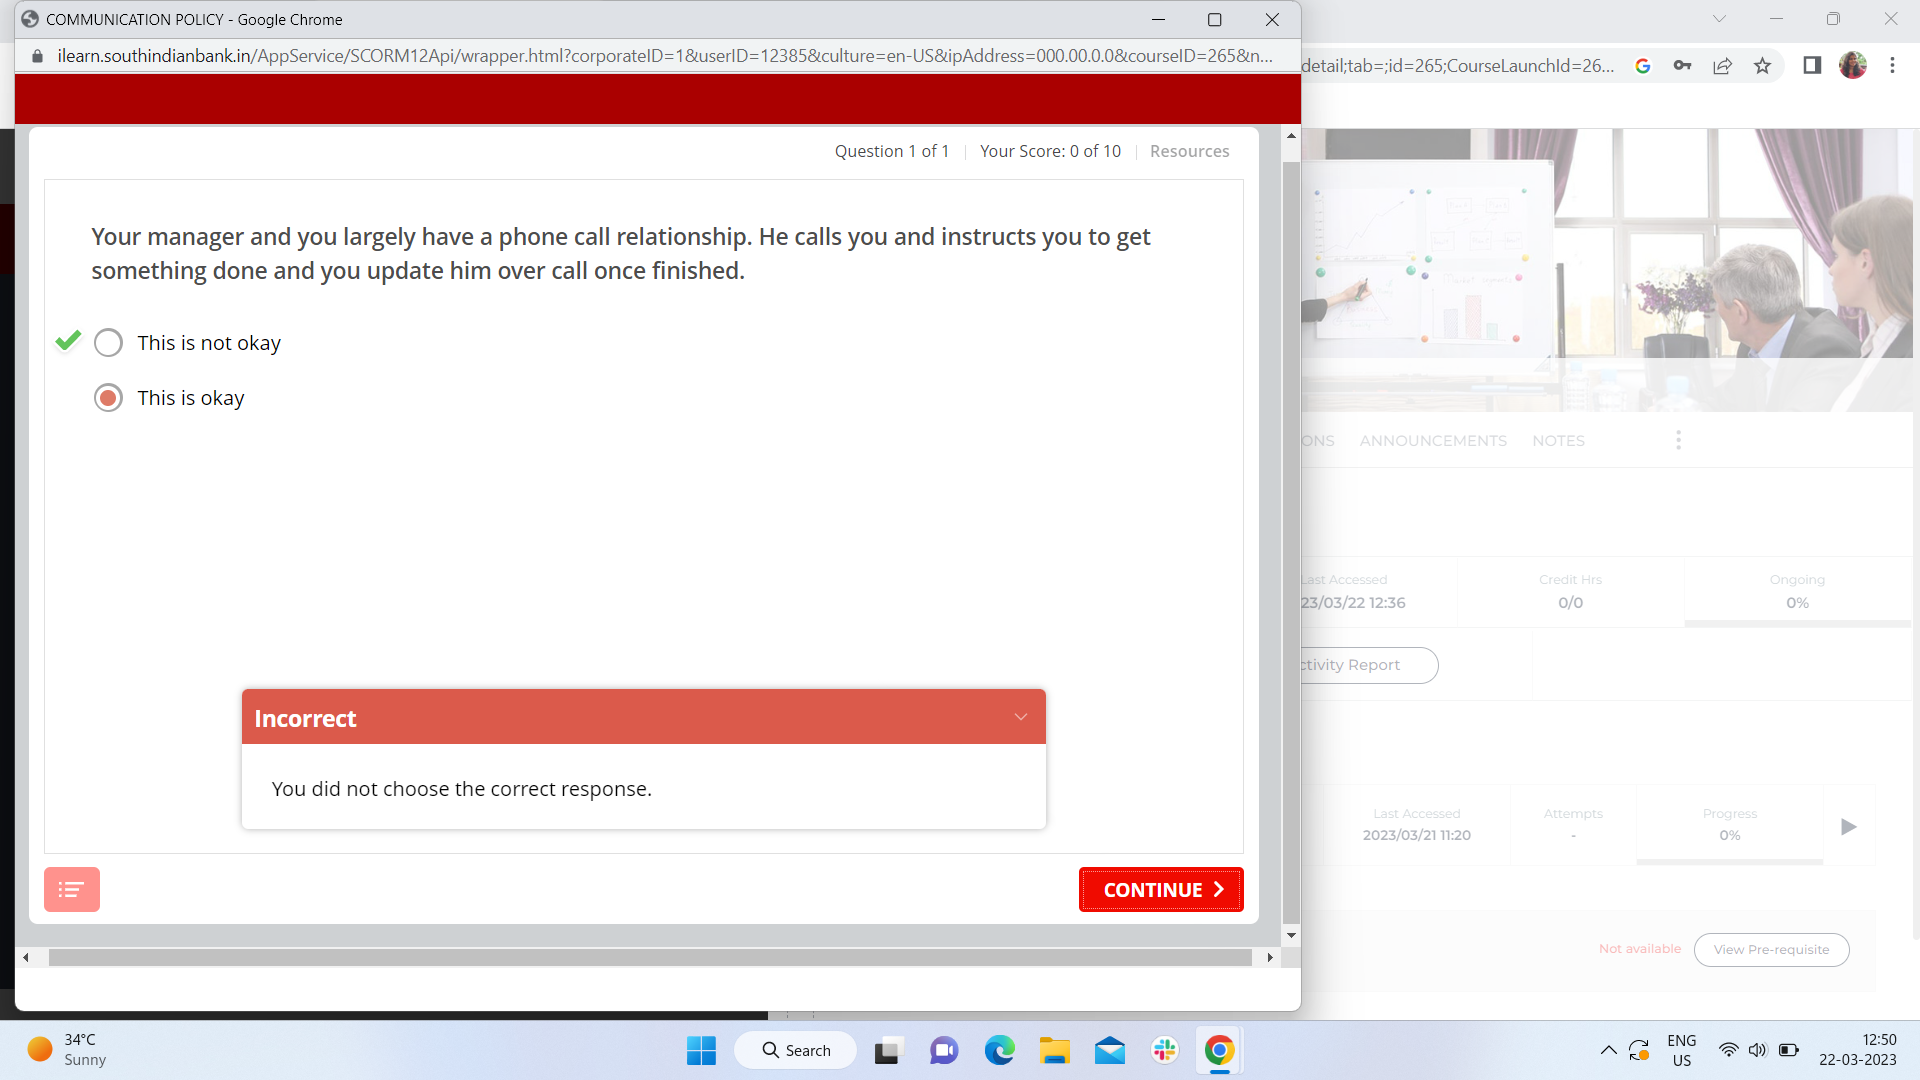 COMMUNICATION POLICY - Google Chrome
ilearn.southindianbank.in/AppService/SCORM12Api/wrapper.html?corporateID=1&userID=12385&culture=en-US&ipAddress=000.00.0.0&courseID=265&n...
detail;tab=;id=265;CourseLaunchId=26...
Question 1 of 1
Your Score: 0 of 10
Resources
Your manager and you largely have a phone call relationship. He calls you and instructs you to get
something done and you update him over call once finished.
This is not okay
This is okay
Incorrect
You did not choose the correct response.
CONTINUE
ONS
ANNOUNCEMENTS
NOTES
Last Accessed
Credit Hrs
Ongoing
23/03/22 12:36
0/0
0%
ctivity Report
Last Accessed
Attempts
Progress
2023/03/21 11:20
-
0%
Not available
View Pre-requisite
34°C
Sunny
Search
ENG
US
12:50
22-03-2023